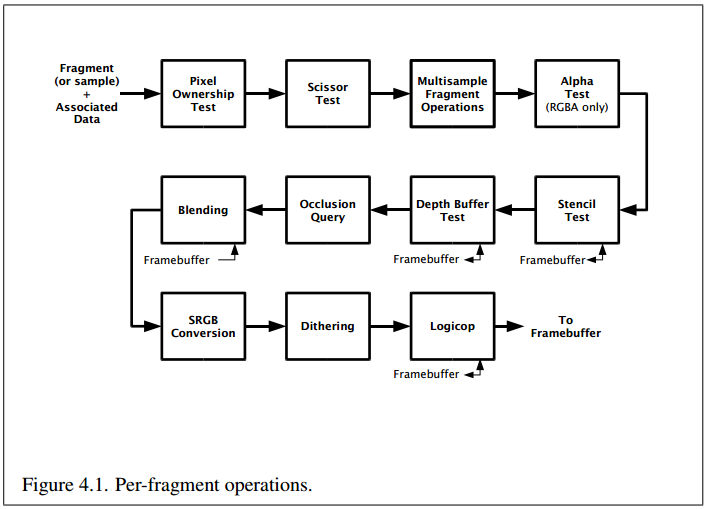 Fragment
(or sample)
+
Associated
Data
Pixel
Ownership
Test
Scissor
Test
Multisample
Fragment
Operations
Alpha
Test
(RGBA only)
Blending
Occlusion
Query
Depth Buffer
Test
Stencil
Test
Framebuffer
Framebuffer
Framebuffer
SRGB
Conversion
Dithering
Logicop
To
Framebuffer
Framebuffer
Figure 4.1. Per-fragment operations.